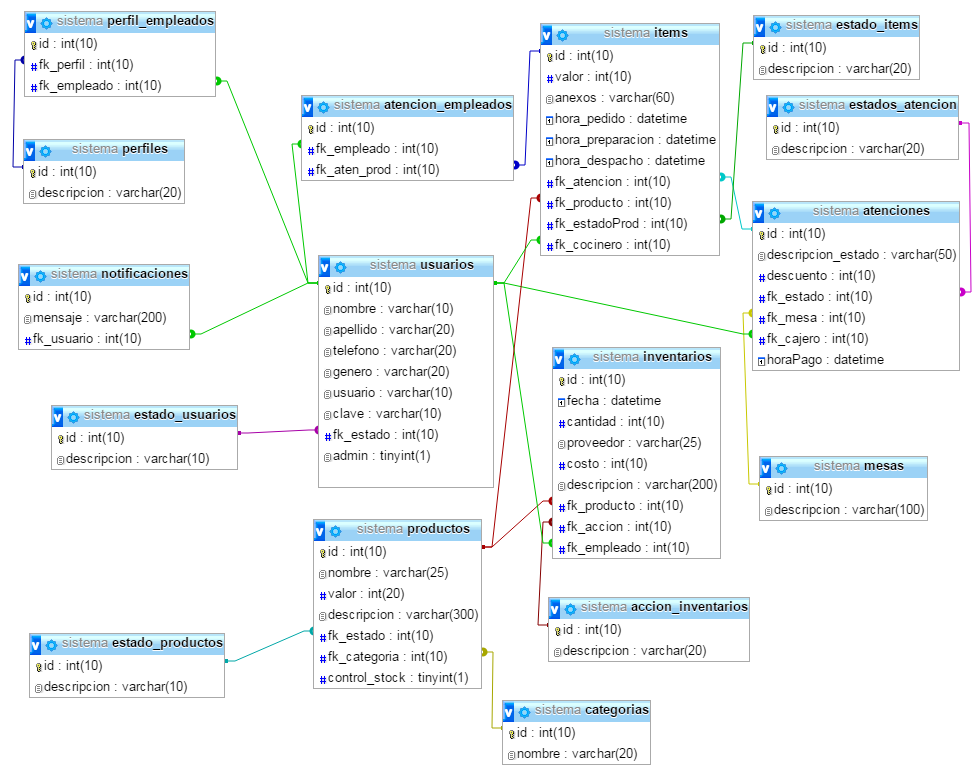 sistema perfil_empleados
id : int(10)
fk_perfil : int(10)
fk_empleado : int(10)
sistema perfiles
id : int(10)
descripcion : varchar(20)
sistema notificaciones
id : int(10)
mensaje : varchar(200)
fk_usuario : int(10)
sistema estado_usuarios
id : int(10)
descripcion : varchar(10)
sistema estado_productos
id : int(10)
descripcion : varchar(10)
sistema atencion_empleados
id : int(10)
fk_empleado : int(10)
fk_aten_prod : int(10)
sistema usuarios
id : int(10)
nombre : varchar(10)
apellido : varchar(20)
telefono : varchar(20)
genero : varchar(20)
usuario : varchar(10)
clave : varchar(10)
fk_estado : int(10)
admin : tinyint(1)
sistema productos
id : int(10)
nombre : varchar(25)
valor : int(20)
descripcion : varchar(300)
fk_estado : int(10)
fk_categoria : int(10)
control_stock : tinyint(1)
sistema items
id : int(10)
valor : int(10)
anexos : varchar(60)
hora_pedido : datetime
hora_preparacion : datetime
hora_despacho : datetime
fk_atencion : int(10)
fk_producto : int(10)
fk_estadoProd : int(10)
fk_cocinero : int(10)
sistema inventarios
id : int(10)
fecha : datetime
cantidad : int(10)
proveedor : varchar(25)
costo : int(10)
descripcion : varchar(200)
fk_producto : int(10)
fk_accion : int(10)
fk_empleado : int(10)
sistema accion_inventarios
id : int(10)
descripcion : varchar(20)
sistema categorias
id : int(10)
nombre : varchar(20)
sistema estado_items
id : int(10)
descripcion : varchar(20)
sistema estados_atencion
id : int(10)
descripcion : varchar(20)
sistema atenciones
id : int(10)
descripcion_estado : varchar(50)
descuento : int(10)
fk_estado : int(10)
fk_mesa : int(10)
fk_cajero : int(10)
horaPago : datetime
sistema mesas
id : int(10)
descripcion : varchar(100)